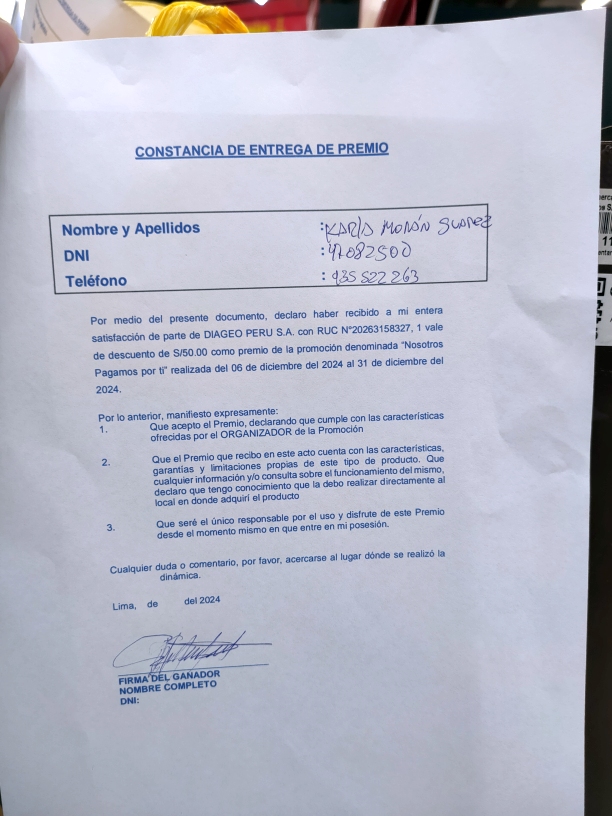 CONSTANCIA DE ENTREGA DE PREMIO
Nombre y Apellidos : KARLA MORÁN SUAREZ
DNI : 47082500
Teléfono : 935 522 263
Por medio del presente documento, declaro haber recibido a mi entera
satisfacción de parte de DIAGEO PERU S.A. con RUC N°20263158327, 1 vale
de descuento de S/50.00 como premio de la promoción denominada "Nosotros
Pagamos por ti" realizada del 06 de diciembre del 2024 al 31 de diciembre del
2024.
Por lo anterior, manifiesto expresamente:
1. Que acepto el Premio, declarando que cumple con las características
ofrecidas por el ORGANIZADOR de la Promoción
2. Que el Premio que recibo en este acto cuenta con las características,
garantías y limitaciones propias de este tipo de producto. Que
cualquier información y/o consulta sobre el funcionamiento del mismo,
declaro que tengo conocimiento que la debo realizar directamente al
local en donde adquirí el producto
3. Que seré el único responsable por el uso y disfrute de este Premio
desde el momento mismo en que entre en mi posesión.
Cualquier duda o comentario, por favor, acercarse al lugar dónde se realizó la
dinámica.
Lima, de del 2024
FIRMA DEL GANADOR
NOMBRE COMPLETO
DNI:
11